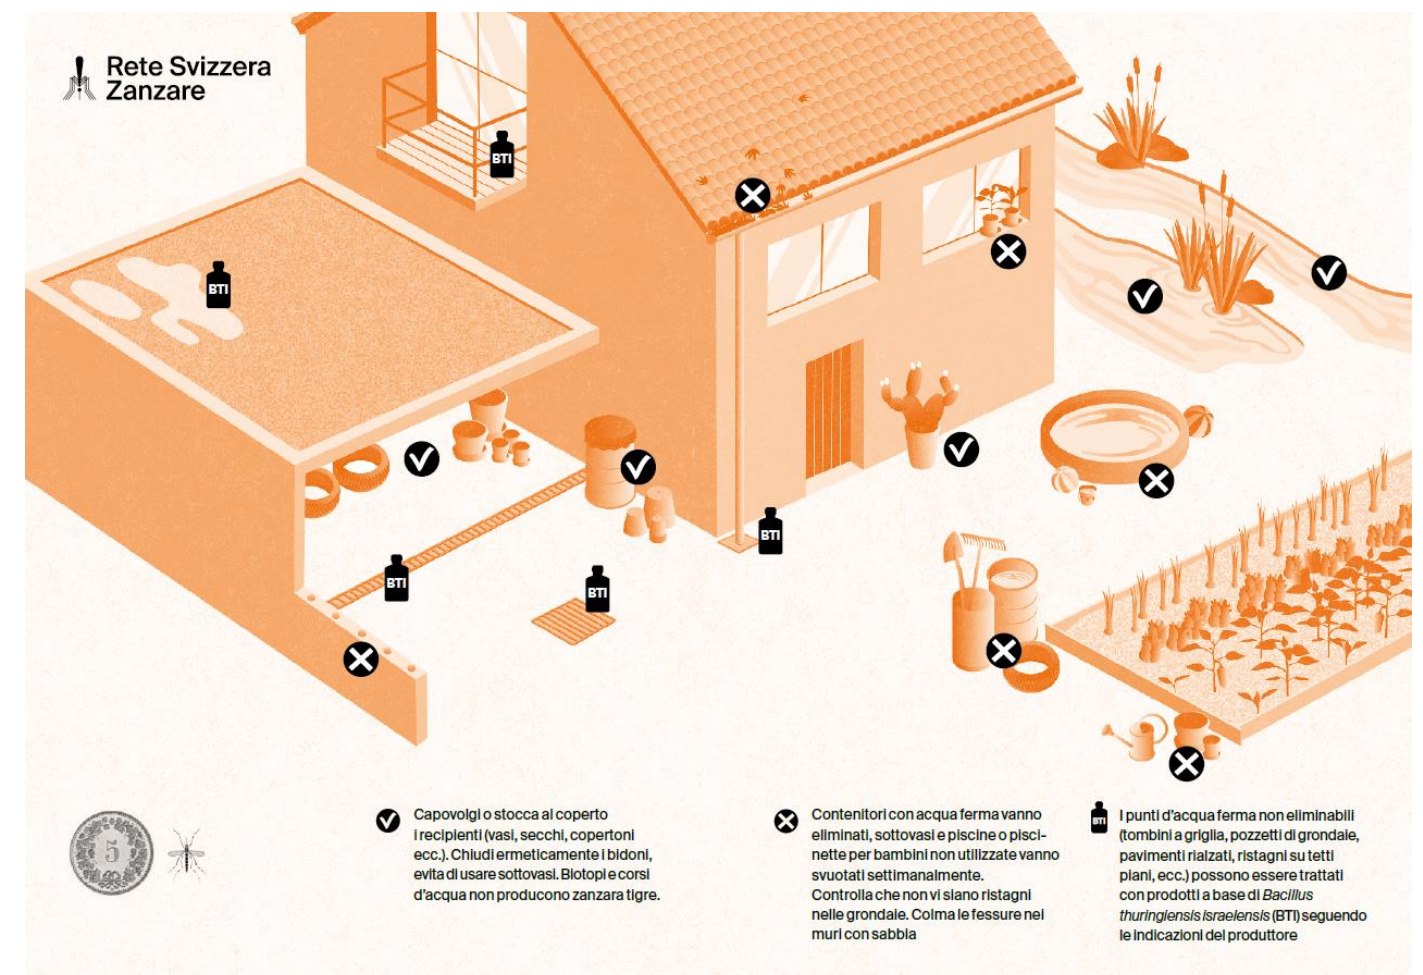 Rete Svizzera
Zanzare
BTI
BTI
BTI
BTI
BTI
5
Capovolgi o stocca al coperto
i recipienti (vasi, secchi, copertoni
ecc.). Chiudi ermeticamente i bidoni,
evita di usare sottovasi. Biotopi e corsi
d'acqua non producono zanzara tigre.
Contenitori con acqua ferma vanno
eliminati, sottovasi e piscine o pisci-
nette per bambini non utilizzate vanno
svuotati settimanalmente.
Controlla che non vi siano ristagni
nelle grondaie. Colma le fessure nei
muri con sabbia
BTI
I punti d'acqua ferma non eliminabili
(tombini a griglia, pozzetti di grondaie,
pavimenti rialzati, ristagni su tetti
piani, ecc.) possono essere trattati
con prodotti a base di Bacillus
thuringiensis israelensis (BTI) seguendo
le indicazioni del produttore